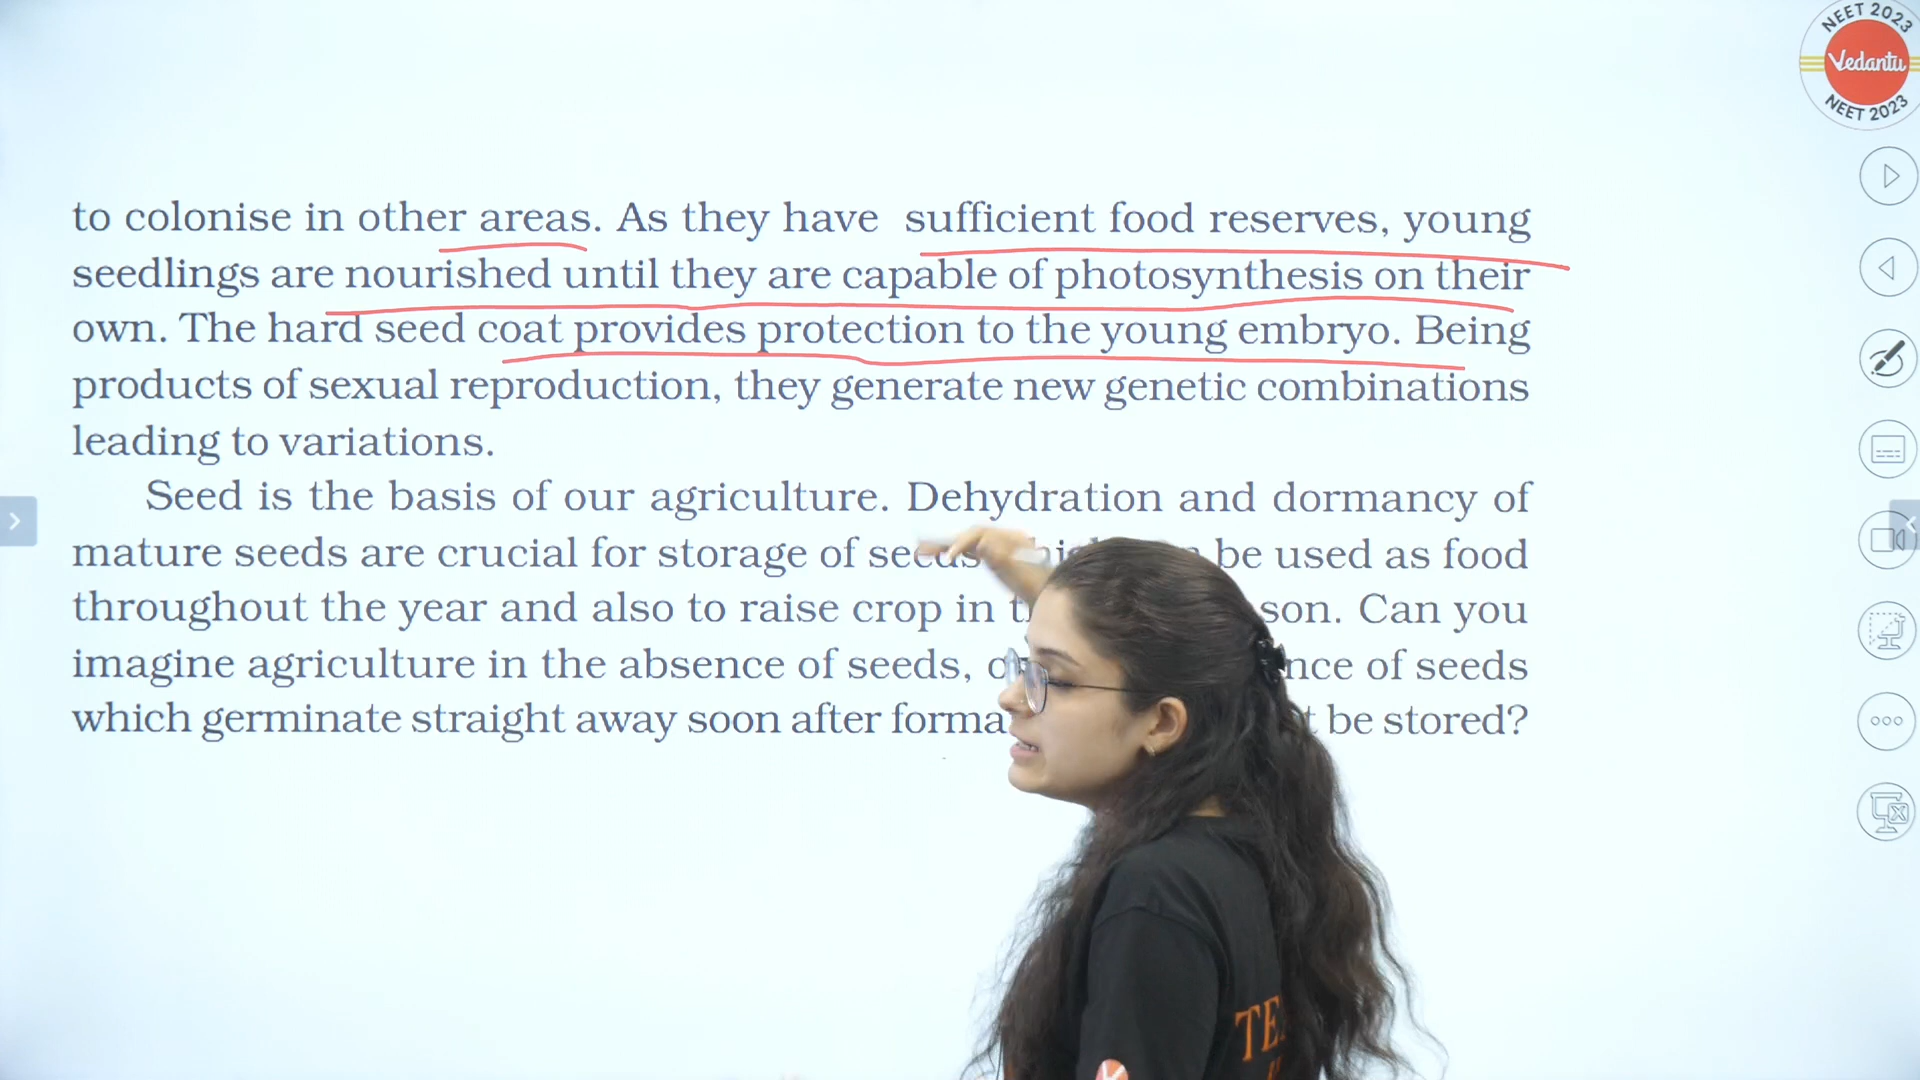 NEET 2023
Vedantu
NEET 2023
to colonise in other areas. As they have sufficient food reserves, young
seedlings are nourished until they are capable of photosynthesis on their
own. The hard seed coat provides protection to the young embryo. Being
products of sexual reproduction, they generate new genetic combinations
leading to variations.
Seed is the basis of our agriculture. Dehydration and dormancy of
mature seeds are crucial for storage of seeds be used as food
throughout the year and also to raise crop in son. Can you
imagine agriculture in the absence of seeds, nce of seeds
which germinate straight away soon after forma t be stored?
TE